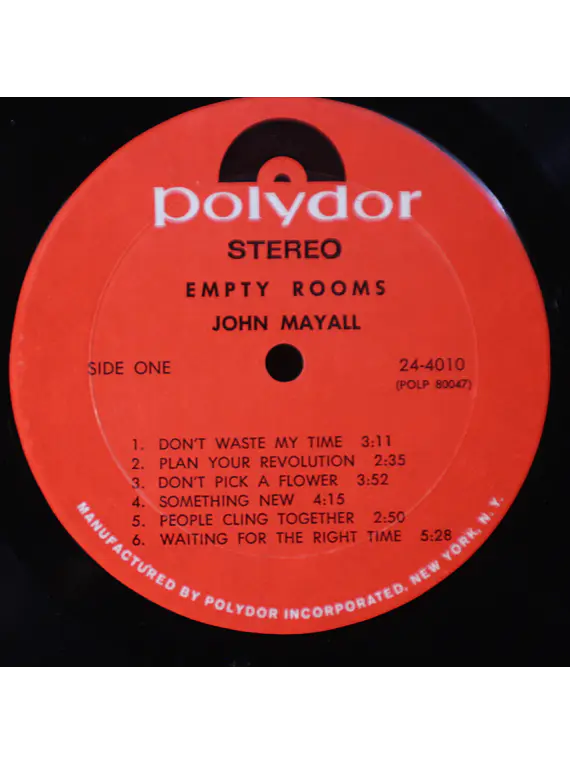 polydor
STEREO
EMPTY ROOMS
JOHN MAYALL
SIDE ONE 24-4010
(POLP 80047)
1. DON'T WASTE MY TIME 3:11
2. PLAN YOUR REVOLUTION 2:35
3. DON'T PICK A FLOWER 3:52
4. SOMETHING NEW 4:15
5. PEOPLE CLING TOGETHER 2:50
6. WAITING FOR THE RIGHT TIME 5:28
MANUFACTURED BY POLYDOR INCORPORATED, NEW YORK, N. Y.